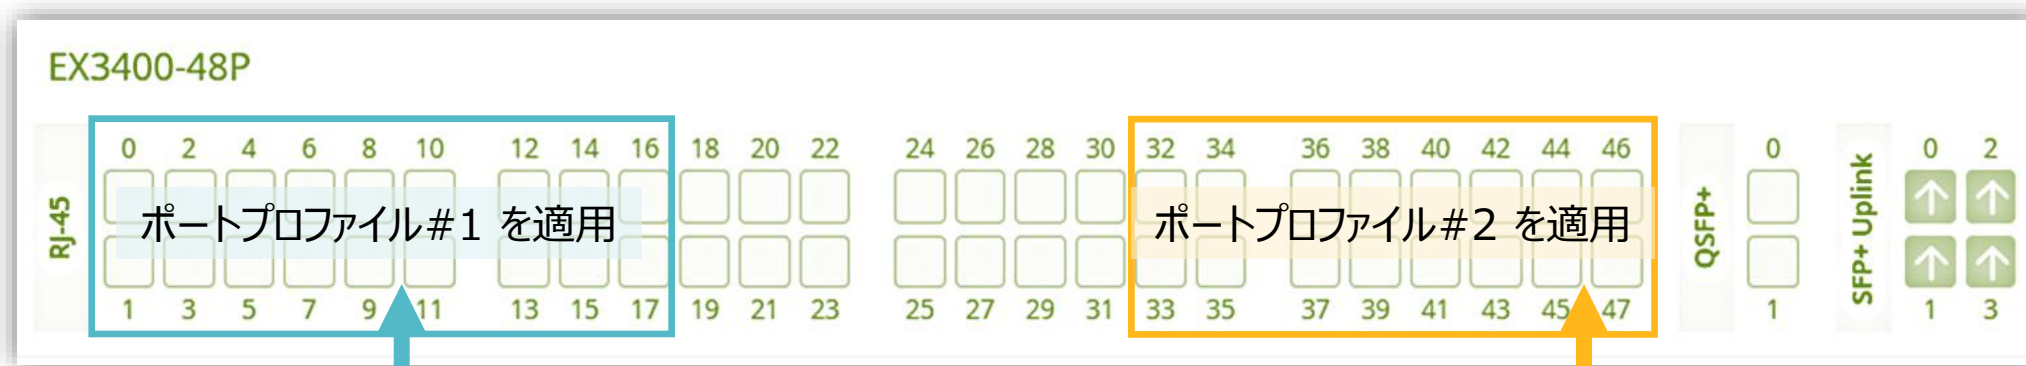 EX3400-48P
0 2 4 6 8 10 12 14 16 18 20 22 24 26 28 30 32 34 36 38 40 42 44 46 0 0 2
RJ-45
ポートプロファイル#1 を適用
ポートプロファイル#2 を適用
QSFP+
SFP+ Uplink
1 3 5 7 9 11 13 15 17 19 21 23 25 27 29 31 33 35 37 39 41 43 45 47 1 1 3